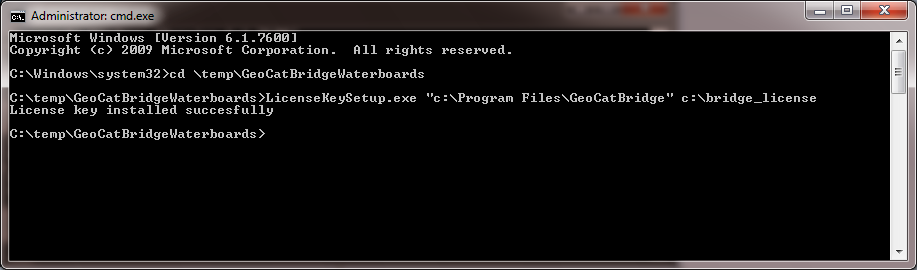 Administrator: cmd.exe
Microsoft Windows [Version 6.1.7600]
Copyright (c) 2009 Microsoft Corporation.  All rights reserved.
C:\Windows\system32>cd \temp\GeoCatBridgeWaterboards
C:\temp\GeoCatBridgeWaterboards>LicenseKeySetup.exe "c:\Program Files\GeoCatBridge" c:\bridge_license
License key installed succesfully
C:\temp\GeoCatBridgeWaterboards>